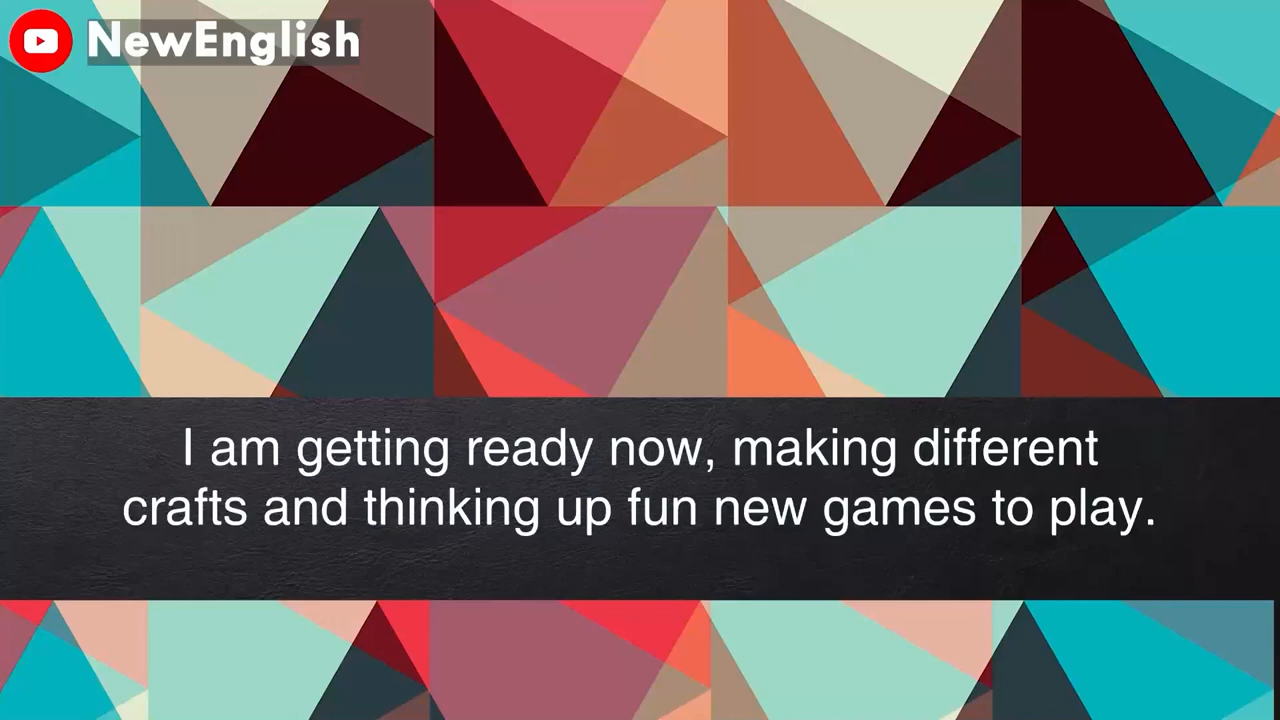 NewEnglish
I am getting ready now, making different
crafts and thinking up fun new games to play.